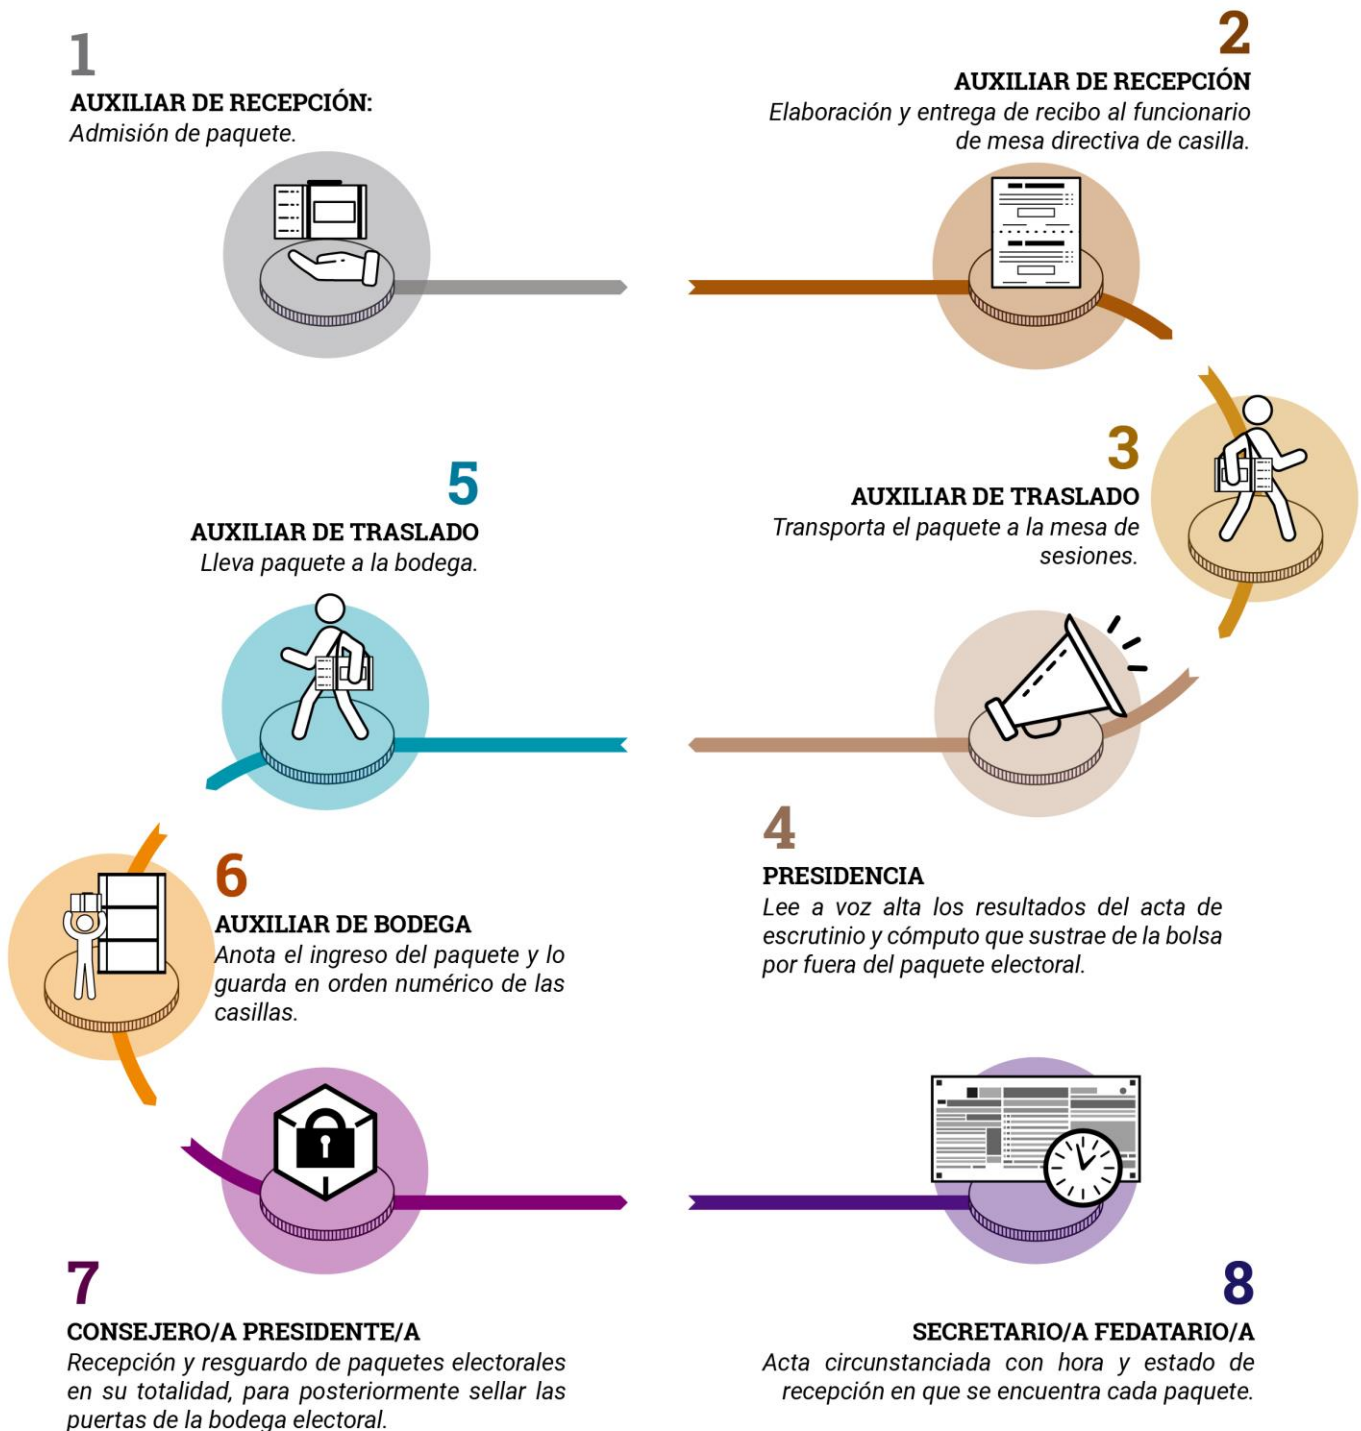 1
AUXILIAR DE RECEPCIÓN:
Admisión de paquete.
2
AUXILIAR DE RECEPCIÓN
Elaboración y entrega de recibo al funcionario
de mesa directiva de casilla.
3
AUXILIAR DE TRASLADO
Transporta el paquete a la mesa de
sesiones.
4
PRESIDENCIA
Lee a voz alta los resultados del acta de
escrutinio y cómputo que sustrae de la bolsa
por fuera del paquete electoral.
5
AUXILIAR DE TRASLADO
Lleva paquete a la bodega.
6
AUXILIAR DE BODEGA
Anota el ingreso del paquete y lo
guarda en orden numérico de las
casillas.
7
CONSEJERO/A PRESIDENTE/A
Recepción y resguardo de paquetes electorales
en su totalidad, para posteriormente sellar las
puertas de la bodega electoral.
8
SECRETARIO/A FEDATARIO/A
Acta circunstanciada con hora y estado de
recepción en que se encuentra cada paquete.